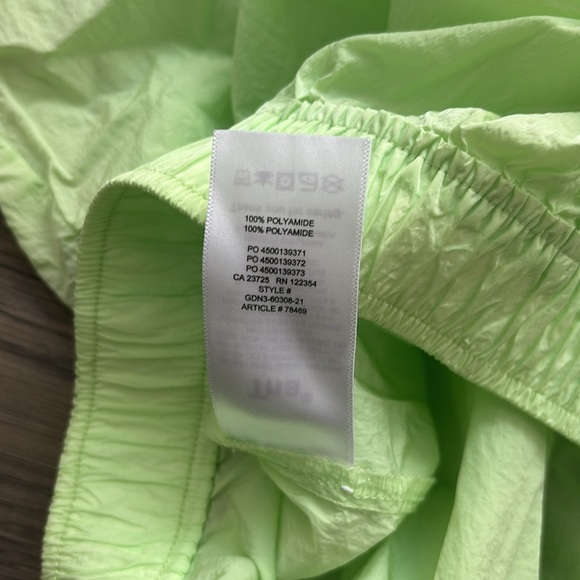 100% POLYAMIDE
100% POLYAMIDE
PO 4500139371
PO 4500139372
PO 4500139373
CA 23725 RN 122354
STYLE #
GDN3-60308-21
ARTICLE # 78469